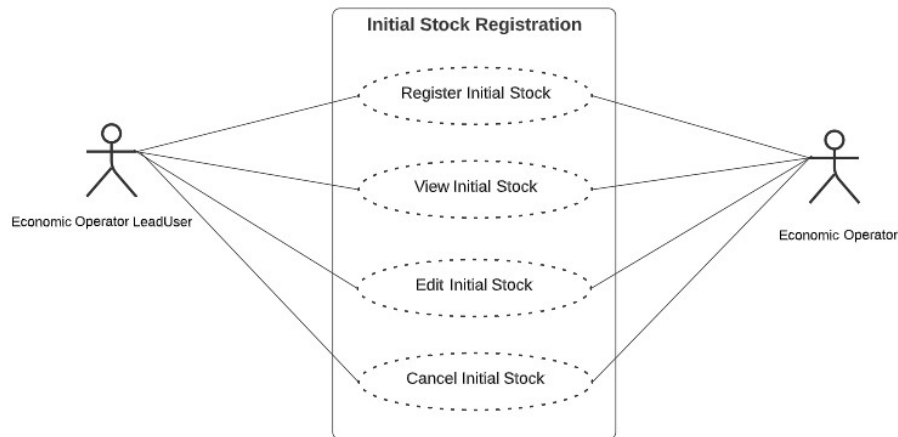 Initial Stock Registration
Register Initial Stock
View Initial Stock
Economic Operator LeadUser
Economic Operator
Edit Initial Stock
Cancel Initial Stock